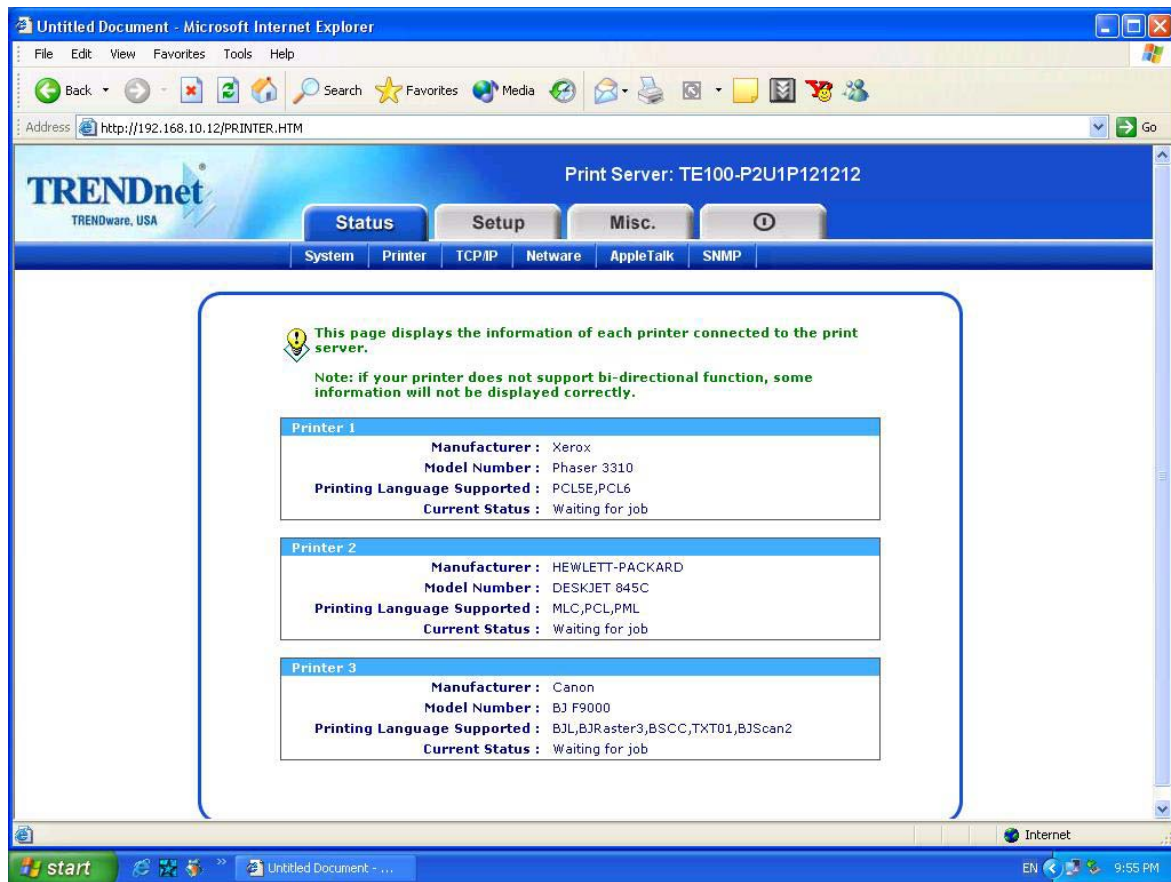 Untitled Document - Microsoft Internet Explorer
File Edit View Favorites Tools Help
Back Search Favorites Media
Address http://192.168.10.12/PRINTER.HTM Go
TRENDnet®
TRENDware, USA
Print Server: TE100-P2U1P121212
Status Setup Misc.
System Printer TCP/IP Netware AppleTalk SNMP
This page displays the information of each printer connected to the print
server.
Note: if your printer does not support bi-directional function, some
information will not be displayed correctly.
Printer 1
Manufacturer : Xerox
Model Number : Phaser 3310
Printing Language Supported : PCL5E,PCL6
Current Status : Waiting for job
Printer 2
Manufacturer : HEWLETT-PACKARD
Model Number : DESKJET 845C
Printing Language Supported : MLC,PCL,PML
Current Status : Waiting for job
Printer 3
Manufacturer : Canon
Model Number : BJ F9000
Printing Language Supported : BJL,BJRaster3,BSCC,TXT01,BJScan2
Current Status : Waiting for job
Internet
start Untitled Document - ... EN 9:55 PM